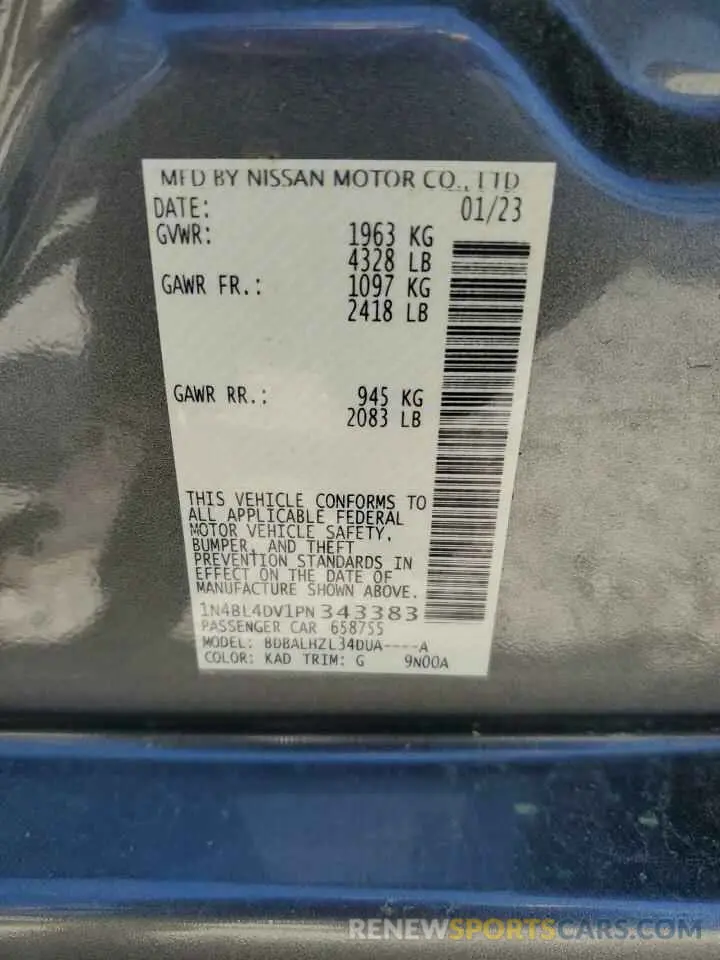 MFD BY NISSAN MOTOR CO., LTD
DATE: 01/23
GVWR: 1963 KG
4328 LB
GAWR FR.: 1097 KG
2418 LB
GAWR RR.: 945 KG
2083 LB
THIS VEHICLE CONFORMS TO
ALL APPLICABLE FEDERAL
MOTOR VEHICLE SAFETY,
BUMPER, AND THEFT
PREVENTION STANDARDS IN
EFFECT ON THE DATE OF
MANUFACTURE SHOWN ABOVE.
1N4BL4DV1PN343383
PASSENGER CAR 658755
MODEL: BDBALHZL34DUA----A
COLOR: KAD TRIM: G 9N00A
RENEWSPORTSCARS.COM